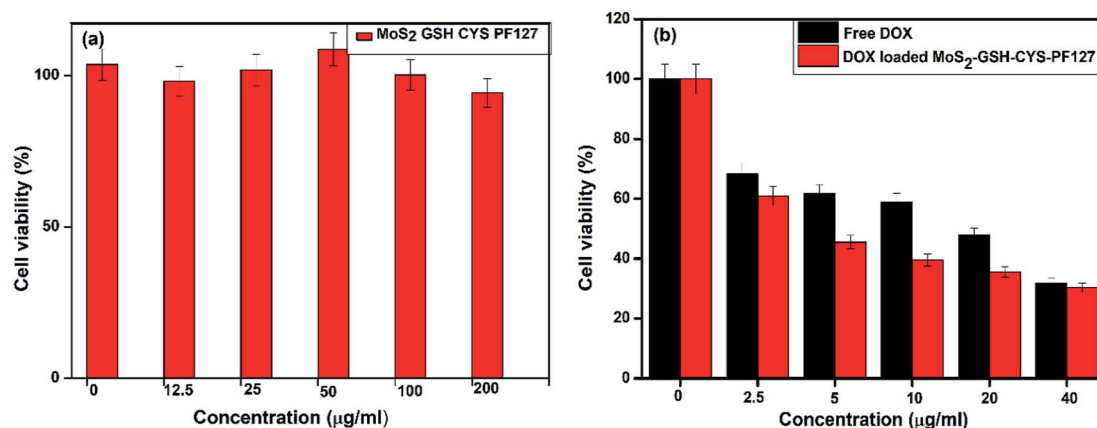 (a)
MoS2 GSH CYS PF127
100
50
0
Cell viability (%)
0 12.5 25 50 100 200
Concentration (μg/ml)
(b)
Free DOX
DOX loaded MoS2-GSH-CYS-PF127
120
100
80
60
40
20
0
Cell viability (%)
0 2.5 5 10 20 40
Concentration (μg/ml)